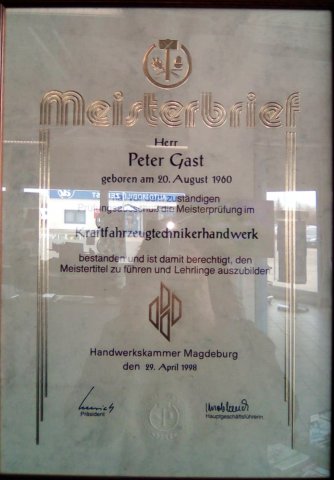 Meisterbrief
Herr
Peter Gast
geboren am 20. August 1960
zuständigen
die Meisterprüfung im
Kraftfahrzeugtechnikerhandwerk
bestanden und ist damit berechtigt, den
Meistertitel zu führen und Lehrlinge auszubilden
Handwerkskammer Magdeburg
den 29. April 1998
Präsident
Hauptgeschäftsführerin